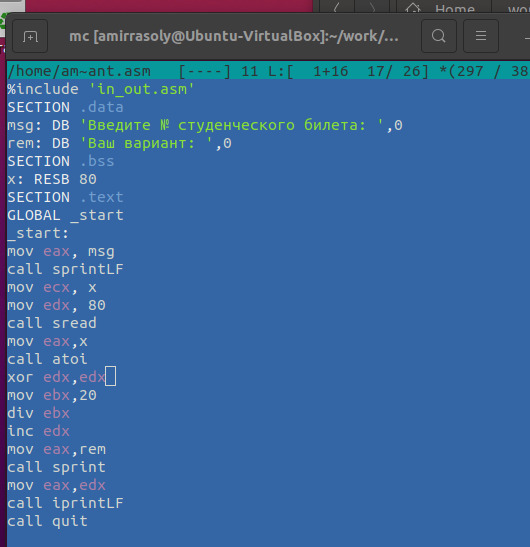 Home
wor
mc [amirrasoly@Ubuntu-VirtualBox]:~/work/...
/home/am~ant.asm [----] 11 L:[ 1+16 17/ 26] *(297 / 38
%include 'in_out.asm'
SECTION .data
msg: DB 'Введите № студенческого билета: ',0
rem: DB 'Ваш вариант: ',0
SECTION .bss
x: RESB 80
SECTION .text
GLOBAL _start
_start:
mov eax, msg
call sprintLF
mov ecx, x
mov edx, 80
call sread
mov eax,x
call atoi
xor edx,edx
mov ebx,20
div ebx
inc edx
mov eax,rem
call sprint
mov eax,edx
call iprintLF
call quit